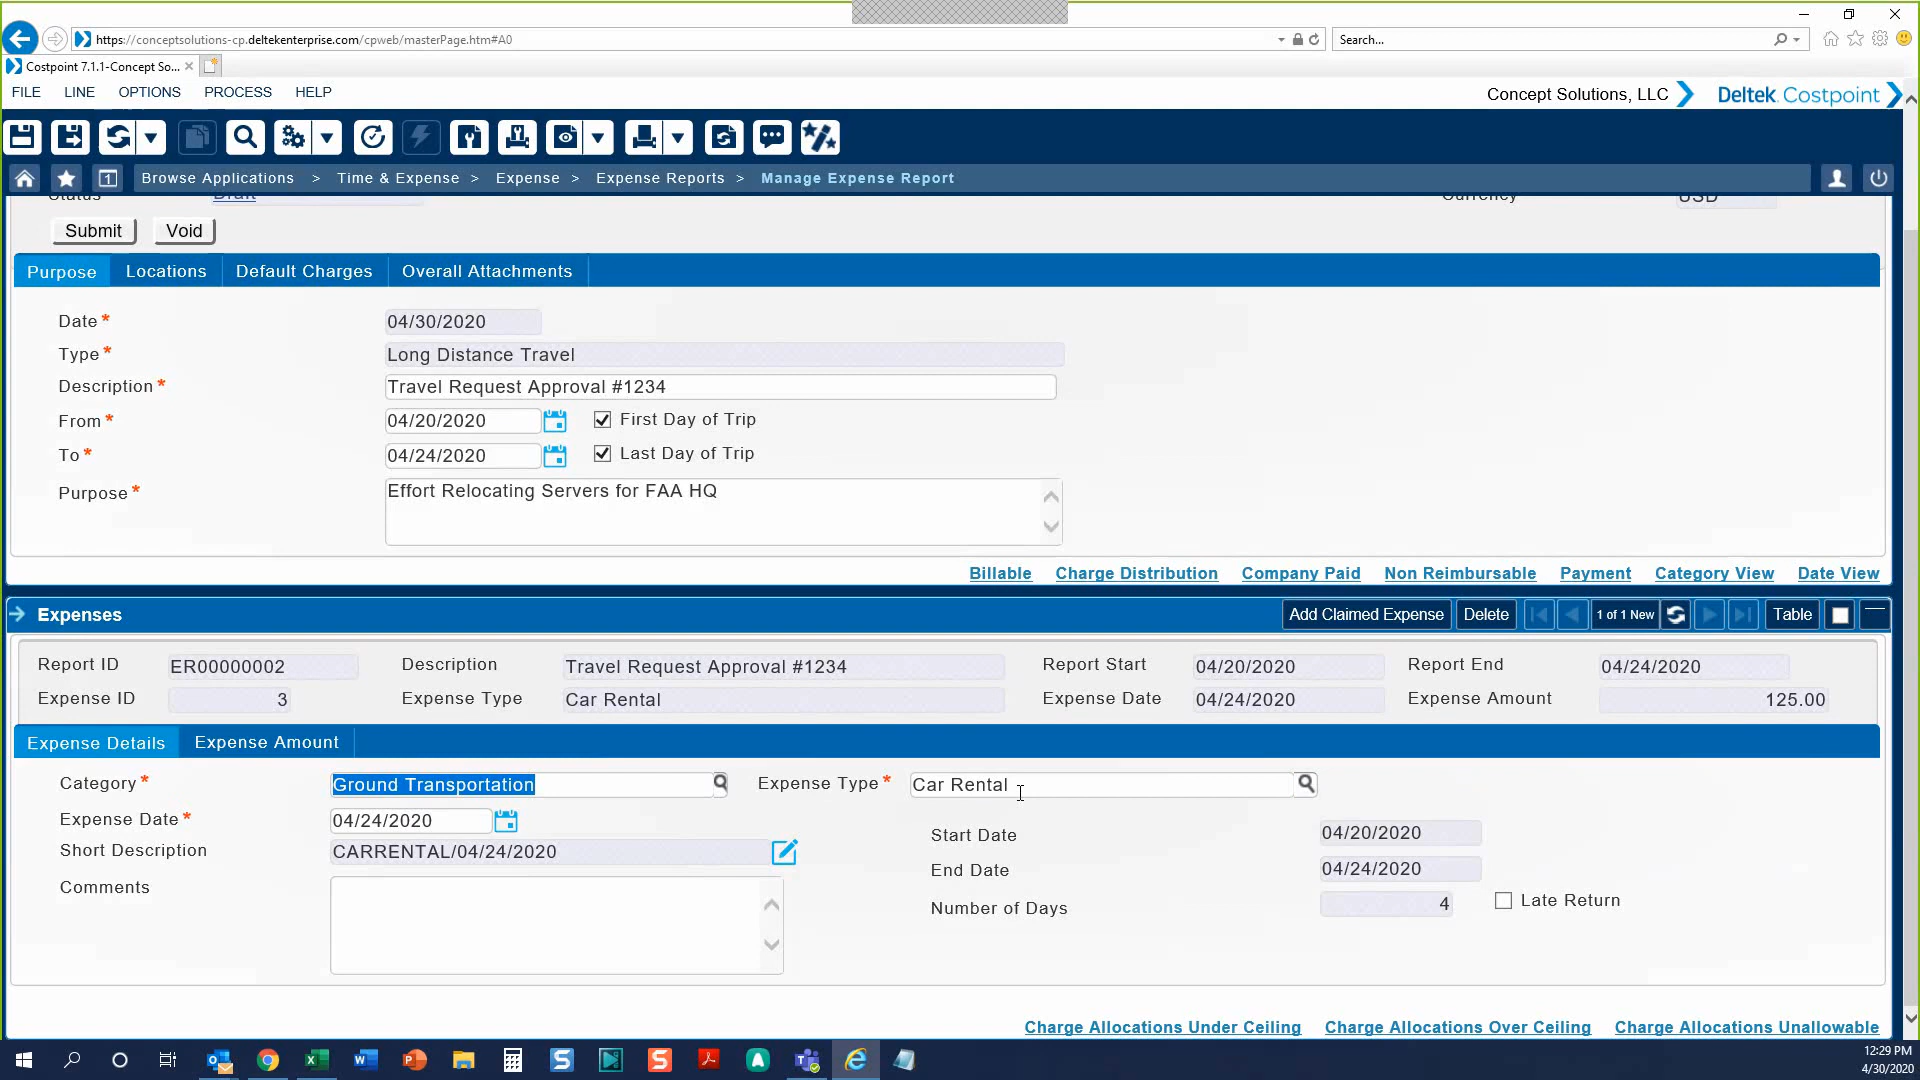 https://conceptsolutions-cp.deltekenterprise.com/cpweb/masterPage.htm#A0
Search...
Costpoint 7.1.1-Concept So...
FILE LINE OPTIONS PROCESS HELP
Concept Solutions, LLC
Deltek Costpoint
1 Browse Applications > Time & Expense > Expense > Expense Reports > Manage Expense Report
Status Draft Currency USD
Submit Void
Purpose Locations Default Charges Overall Attachments
Date * 04/30/2020
Type * Long Distance Travel
Description * Travel Request Approval #1234
From * 04/20/2020 First Day of Trip
To * 04/24/2020 Last Day of Trip
Purpose * Effort Relocating Servers for FAA HQ
Billable Charge Distribution Company Paid Non Reimbursable Payment Category View Date View
Expenses Add Claimed Expense Delete 1 of 1 New Table
Report ID ER00000002 Description Travel Request Approval #1234 Report Start 04/20/2020 Report End 04/24/2020
Expense ID 3 Expense Type Car Rental Expense Date 04/24/2020 Expense Amount 125.00
Expense Details Expense Amount
Category * Ground Transportation Expense Type * Car Rental
Expense Date * 04/24/2020
Start Date 04/20/2020
Short Description CARRENTAL/04/24/2020
End Date 04/24/2020
Comments
Number of Days 4 Late Return
Charge Allocations Under Ceiling Charge Allocations Over Ceiling Charge Allocations Unallowable
12:29 PM
4/30/2020